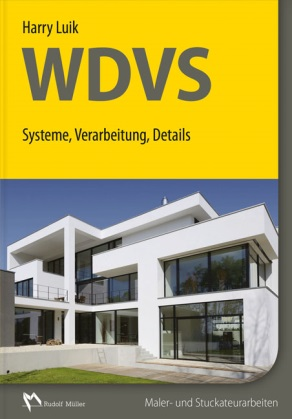 Harry Luik
WDVS
Systeme, Verarbeitung, Details
Rudolf Müller
Maler- und Stuckateurarbeiten